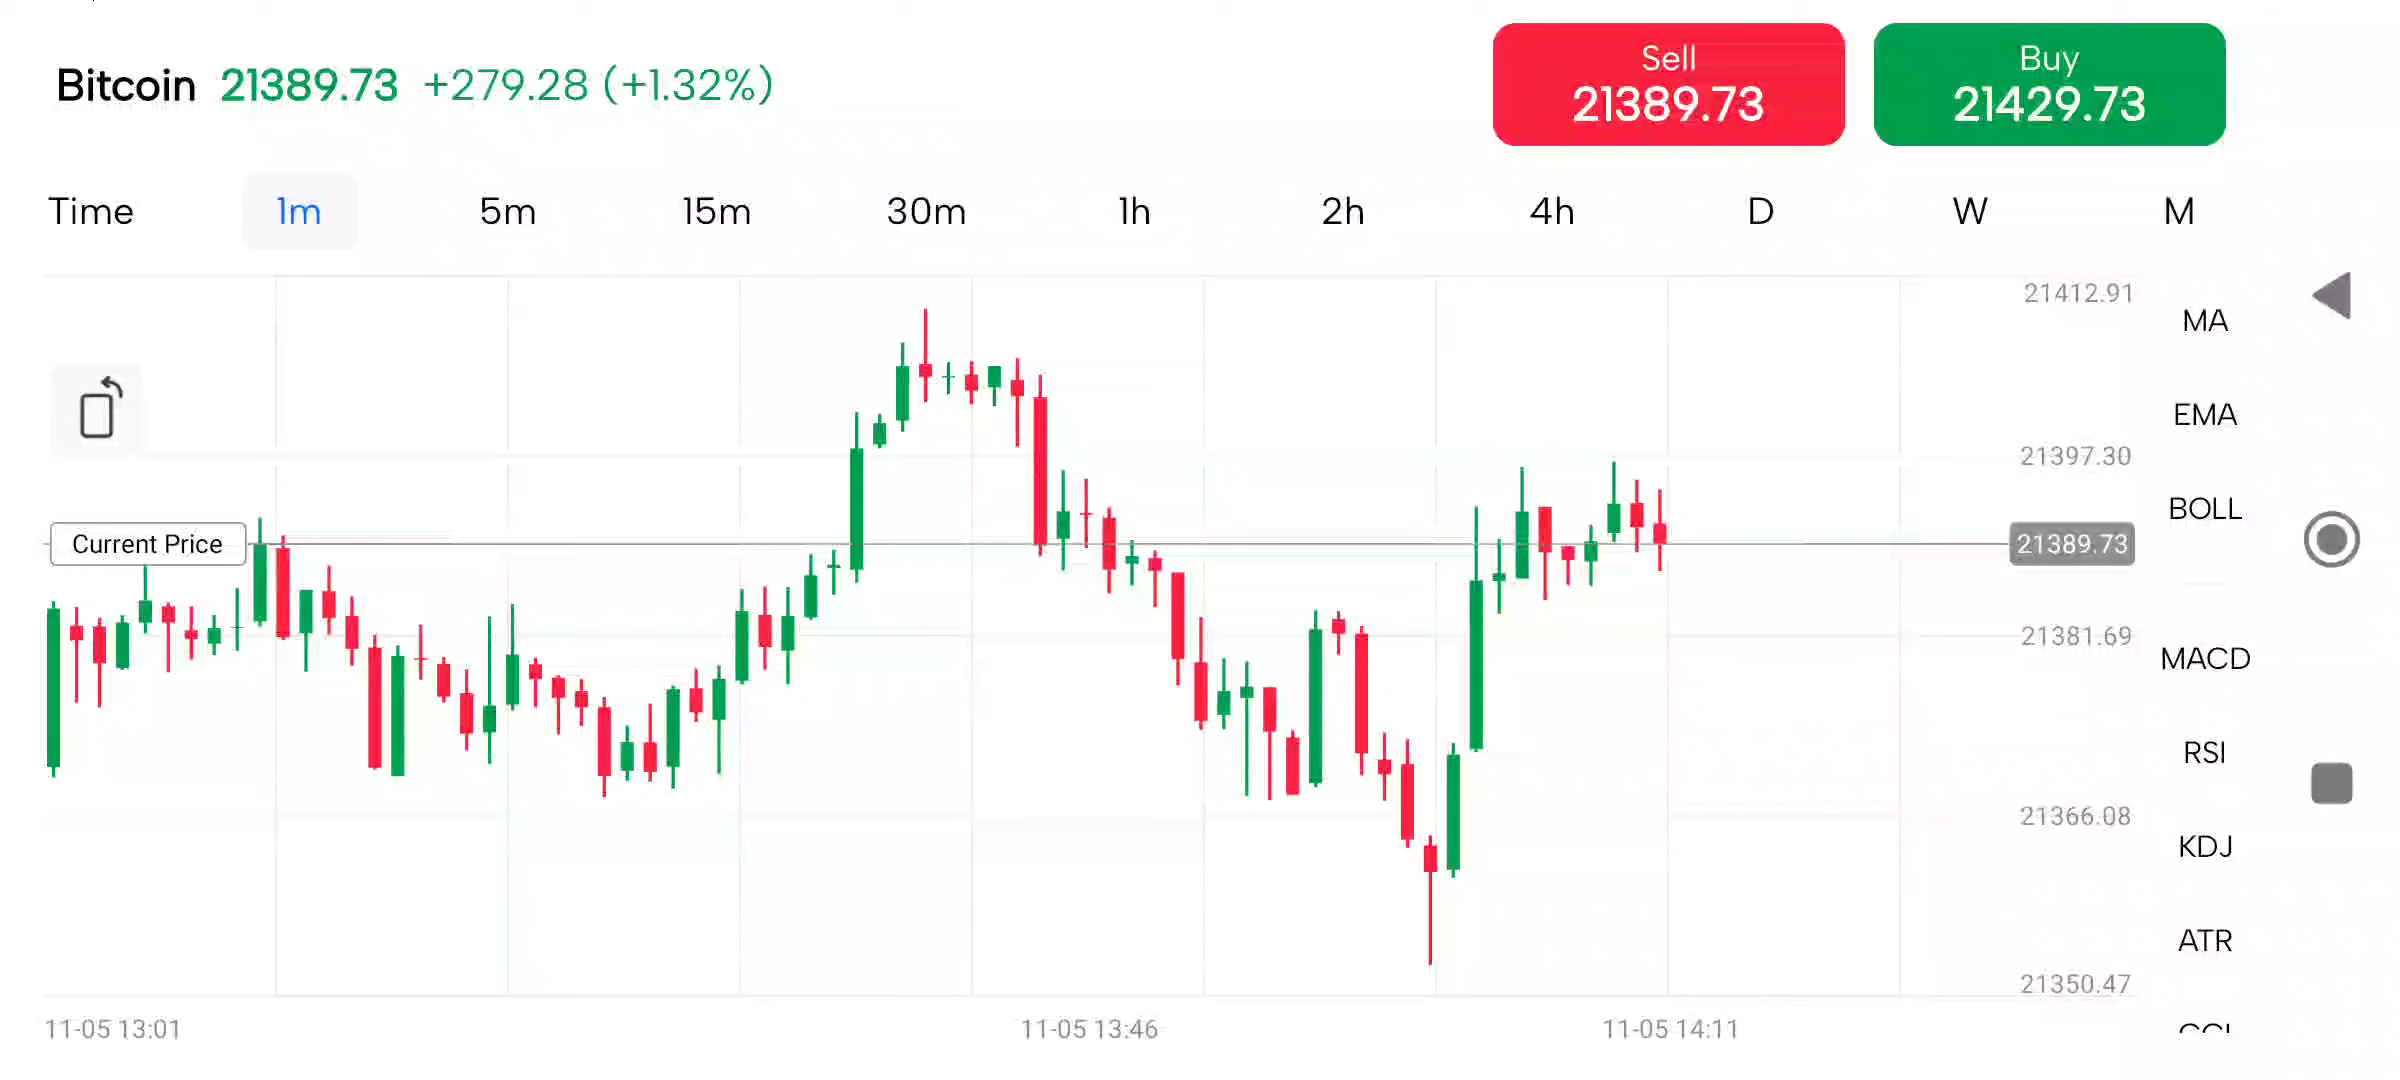 Bitcoin 21389.73 +279.28 (+1.32%)
Sell
21389.73
Buy
21429.73
Time 1m 5m 15m 30m 1h 2h 4h D W M
21412.91
21397.30
21389.73
21381.69
21366.08
21350.47
Current Price
MA
EMA
BOLL
MACD
RSI
KDJ
ATR
11-05 13:01 11-05 13:46 11-05 14:11